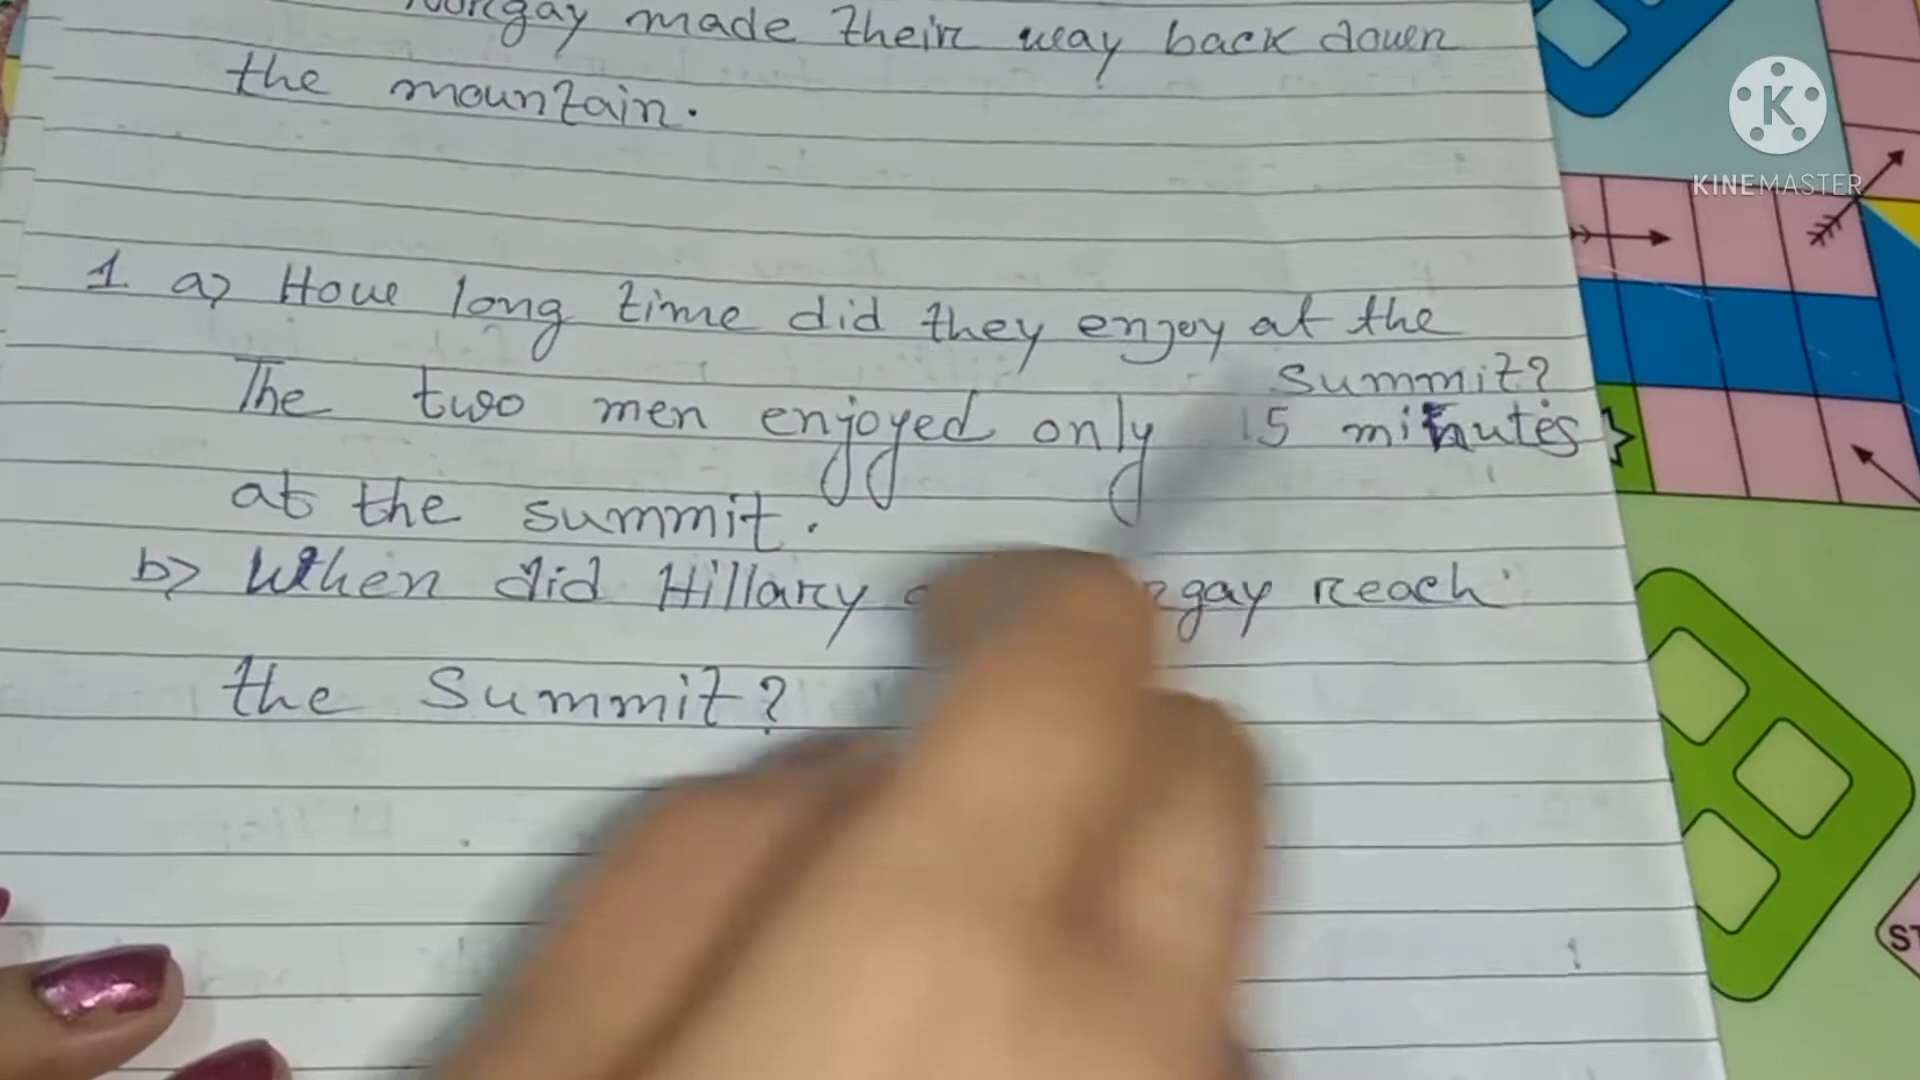 made their way back down
the mountain.
1. a) How long time did they enjoy at the
summit?
The two men enjoyed only 15 minutes
at the summit.
b) When did Hillary reach
the Summit?
K
KINEMASTER